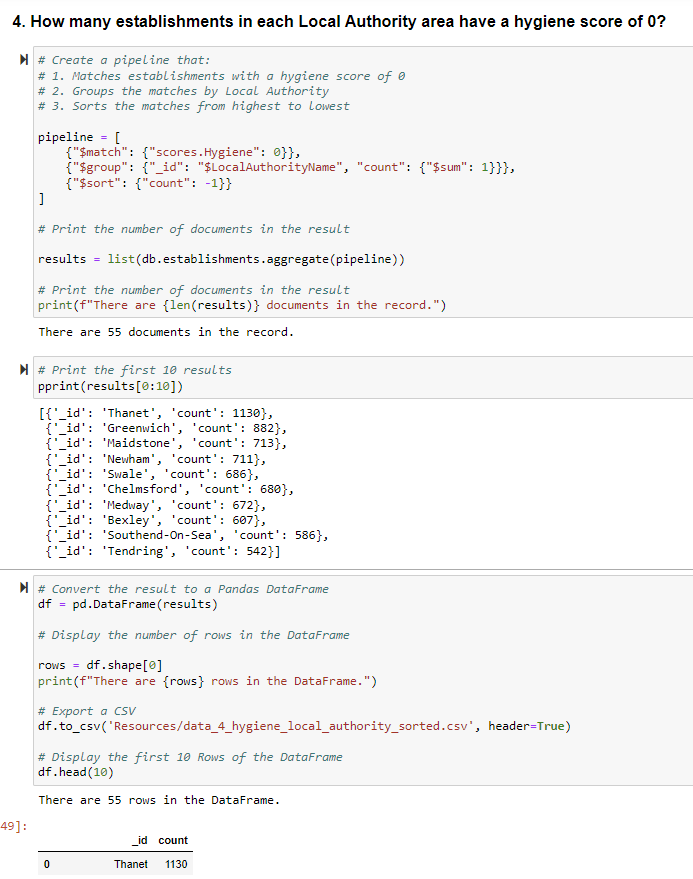 4. How many establishments in each Local Authority area have a hygiene score of 0?
# Create a pipeline that:
# 1. Matches establishments with a hygiene score of 0
# 2. Groups the matches by Local Authority
# 3. Sorts the matches from highest to lowest
pipeline = [
    {"$match": {"scores.Hygiene": 0}},
    {"$group": {"_id": "$LocalAuthorityName", "count": {"$sum": 1}}},
    {"$sort": {"count": -1}}
]
# Print the number of documents in the result
results = list(db.establishments.aggregate(pipeline))
# Print the number of documents in the result
print(f"There are {len(results)} documents in the record.")
There are 55 documents in the record.
# Print the first 10 results
pprint(results[0:10])
[{'_id': 'Thanet', 'count': 1130},
 {'_id': 'Greenwich', 'count': 882},
 {'_id': 'Maidstone', 'count': 713},
 {'_id': 'Newham', 'count': 711},
 {'_id': 'Swale', 'count': 686},
 {'_id': 'Chelmsford', 'count': 680},
 {'_id': 'Medway', 'count': 672},
 {'_id': 'Bexley', 'count': 607},
 {'_id': 'Southend-On-Sea', 'count': 586},
 {'_id': 'Tendring', 'count': 542}]
# Convert the result to a Pandas DataFrame
df = pd.DataFrame(results)
# Display the number of rows in the DataFrame
rows = df.shape[0]
print(f"There are {rows} rows in the DataFrame.")
# Export a CSV
df.to_csv('Resources/data_4_hygiene_local_authority_sorted.csv', header=True)
# Display the first 10 Rows of the DataFrame
df.head(10)
There are 55 rows in the DataFrame.
49]:
_id count
0 Thanet 1130